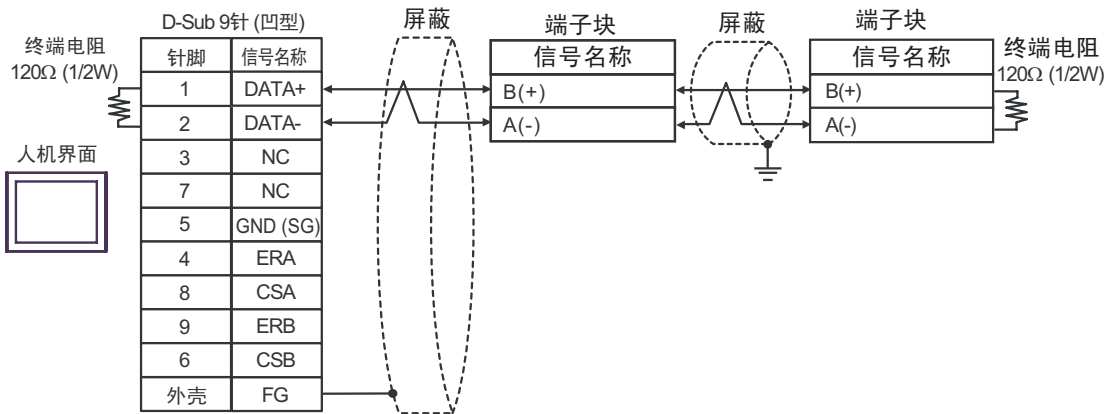 D-Sub 9针 (凹型)
屏蔽
端子块
屏蔽
端子块
终端电阻
120Ω (1/2W)
针脚 信号名称
信号名称
信号名称
终端电阻
120Ω (1/2W)
1 DATA+
B(+)
B(+)
2 DATA-
A(-)
A(-)
人机界面
3 NC
7 NC
5 GND (SG)
4 ERA
8 CSA
9 ERB
6 CSB
外壳 FG